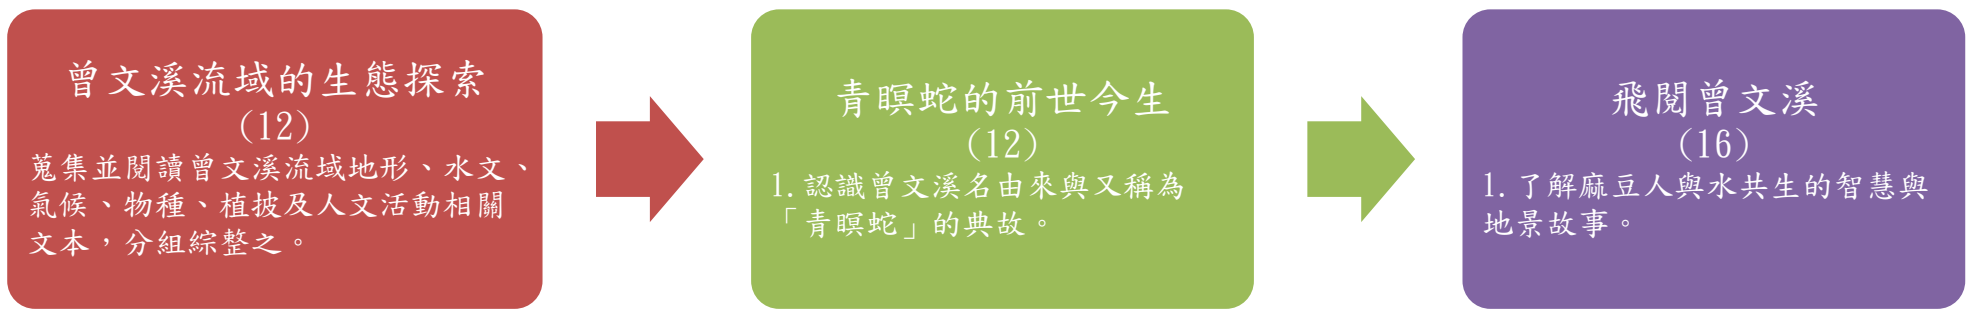 曾文溪流域的生態探索
(12)
蒐集並閱讀曾文溪流域地形、水文、
氣候、物種、植披及人文活動相關
文本，分組綜整之。
青暝蛇的前世今生
(12)
1.認識曾文溪名由來與又稱為
「青暝蛇」的典故。
飛閱曾文溪
(16)
1.了解麻豆人與水共生的智慧與
地景故事。